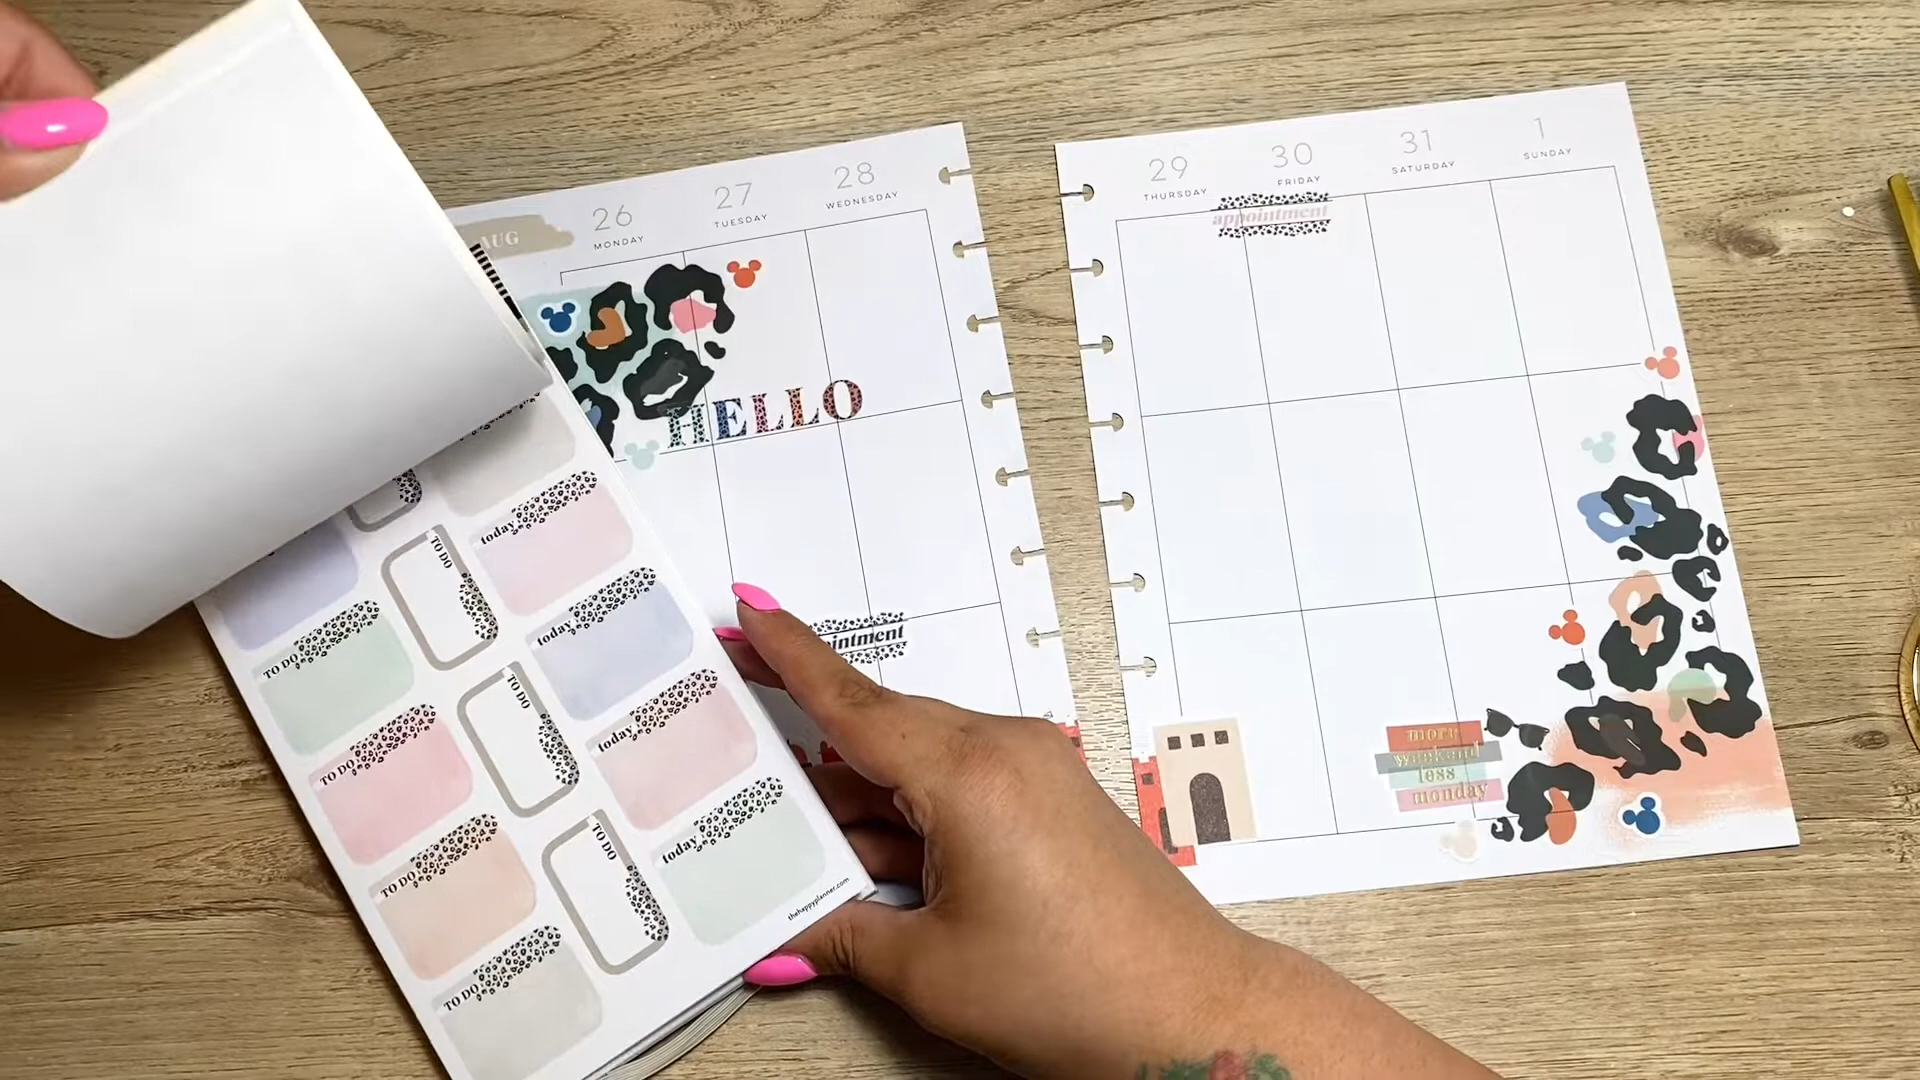 AUG
26
MONDAY
27
TUESDAY
28
WEDNESDAY
HELLO
29
THURSDAY
30
FRIDAY
31
SATURDAY
1
SUNDAY
appointment
more
weekend
less
monday
TO DO
TO DO
TO DO
TO DO
TO DO
TO DO
TO DO
today
today
today
today
thehappyplanner.com